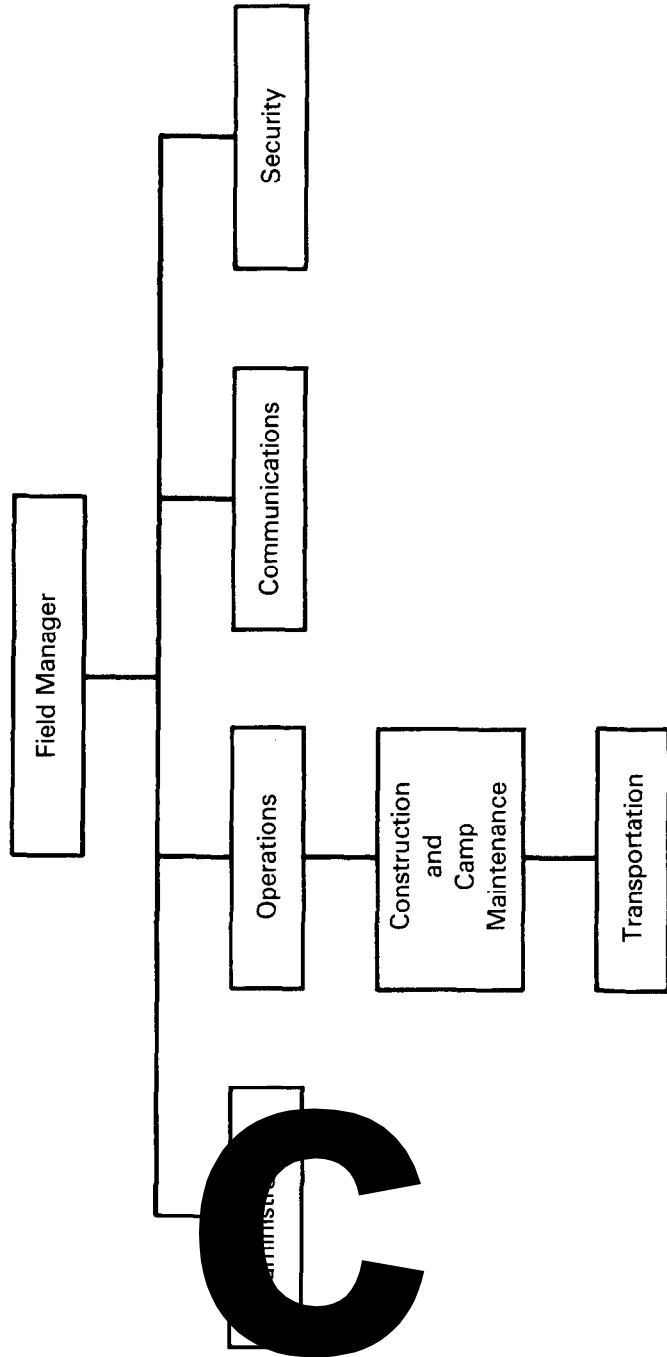 Field Manager
Operations
Communications
Security
Construction
and
Camp
Maintenance
Transportation
C